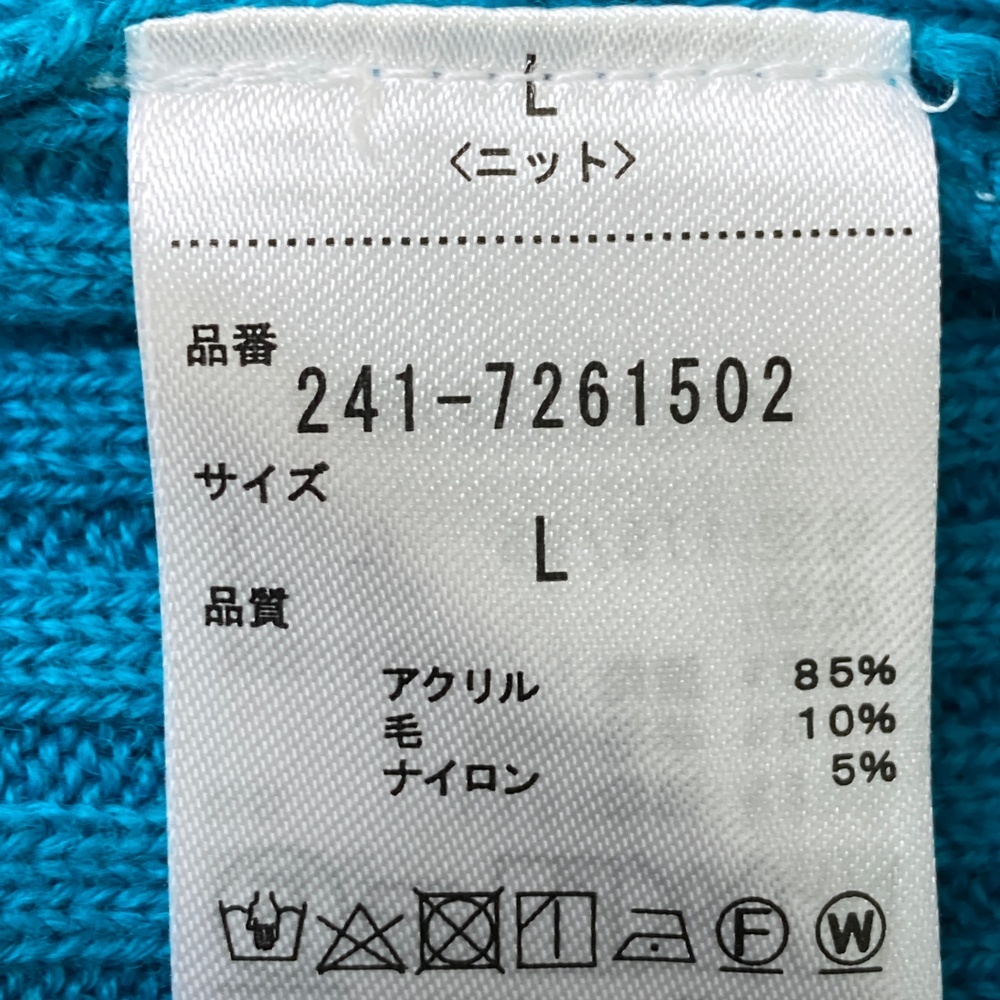 L
〈ニット〉
品番
241-7261502
サイズ
L
品質
アクリル 85%
毛 10%
ナイロン 5%
F W